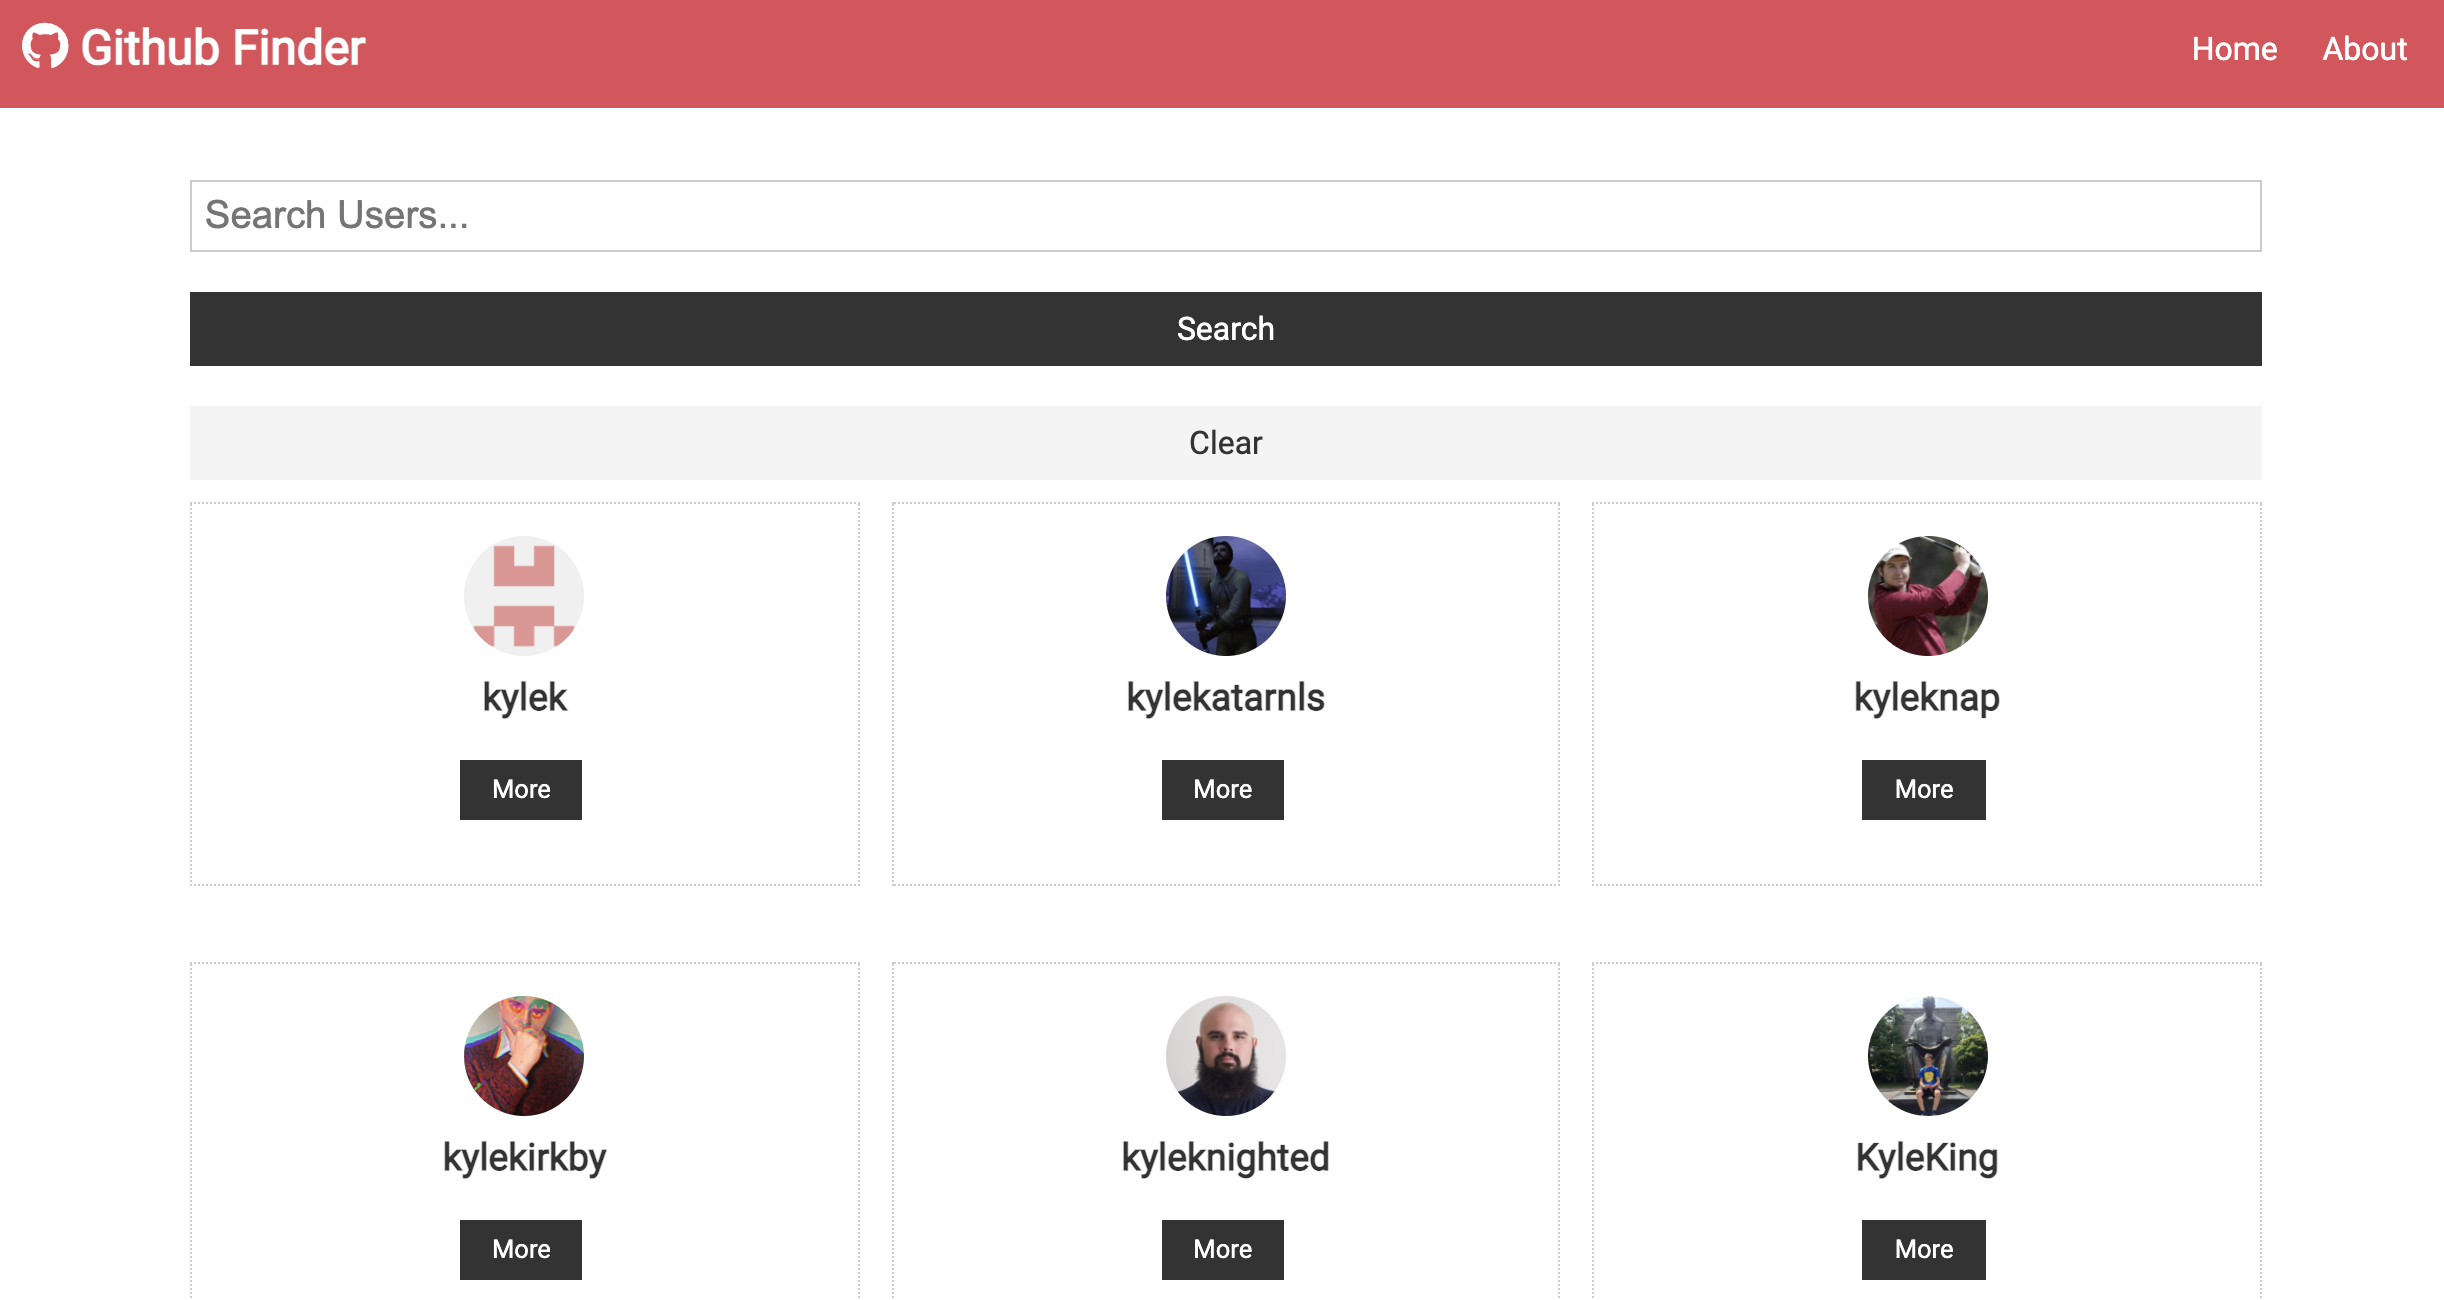 Github Finder
Home
About
Search Users...
Search
Clear
kylek
kylekatarnls
kyleknap
More
More
More
kylekirkby
kyleknighted
KyleKing
More
More
More